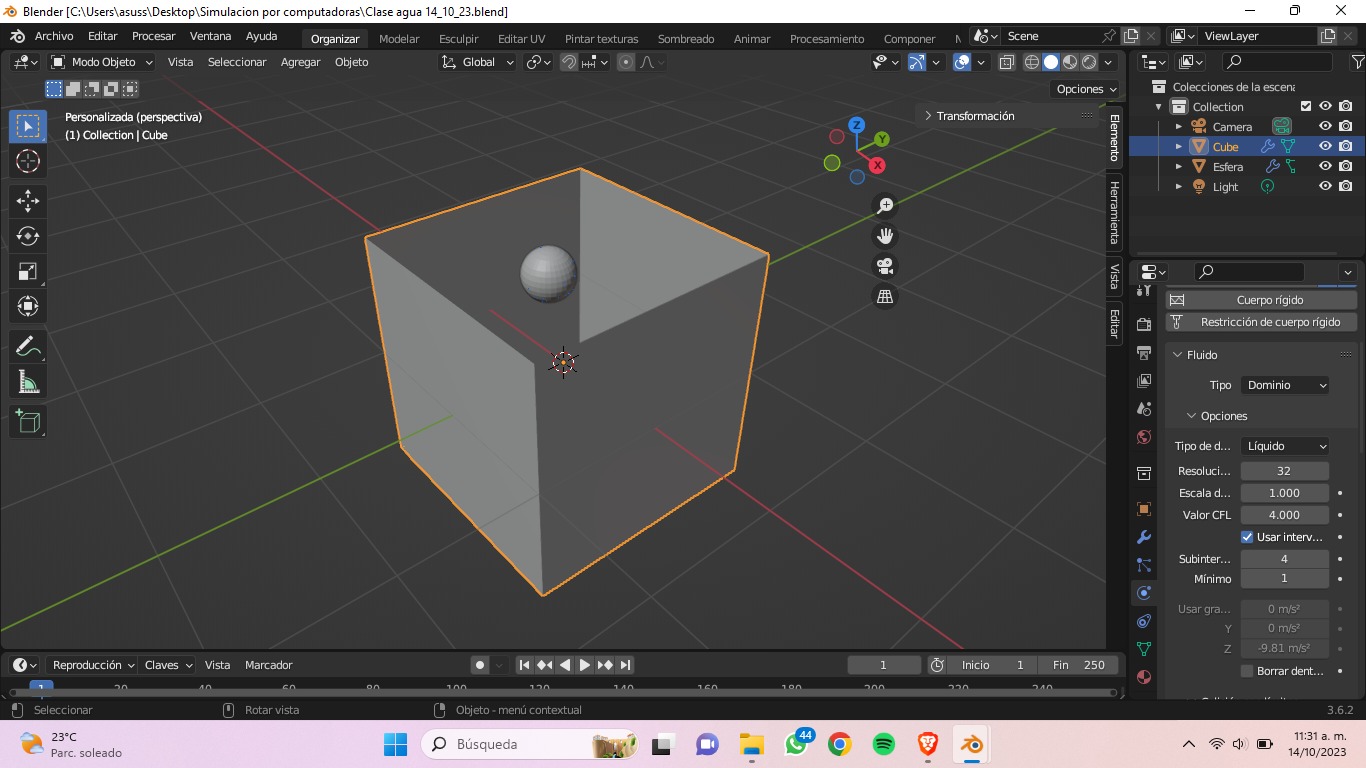 Blender [C:\Users\asuss\Desktop\Simulacion por computadoras\Clase agua 14_10_23.blend]
Archivo Editar Procesar Ventana Ayuda Organizar Modelar Esculpir Editar UV Pintar texturas Sombreado Animar Procesamiento Componer Scene ViewLayer
Modo Objeto Vista Seleccionar Agregar Objeto Global
Opciones
Personalizada (perspectiva)
(1) Collection | Cube
Transformación
Z
Y
X
Elemento
Herramienta
Vista
Editar
Colecciones de la escena
Collection
Camera
Cube
Esfera
Light
Cuerpo rígido
Restricción de cuerpo rígido
Fluido
Tipo Dominio
Opciones
Tipo de d... Líquido
Resoluci... 32
Escala d... 1.000
Valor CFL 4.000
Usar interv...
Subinter... 4
Mínimo 1
Usar gra... 0 m/s²
Y 0 m/s²
Z -9.81 m/s²
Borrar dent...
Reproducción Claves Vista Marcador 1 Inicio 1 Fin 250
1 20 40 60 80 100 120 140 160 180 200 220 240
Seleccionar Rotar vista Objeto - menú contextual 3.6.2
23°C
Parc. soleado
Búsqueda
44
11:31 a. m.
14/10/2023